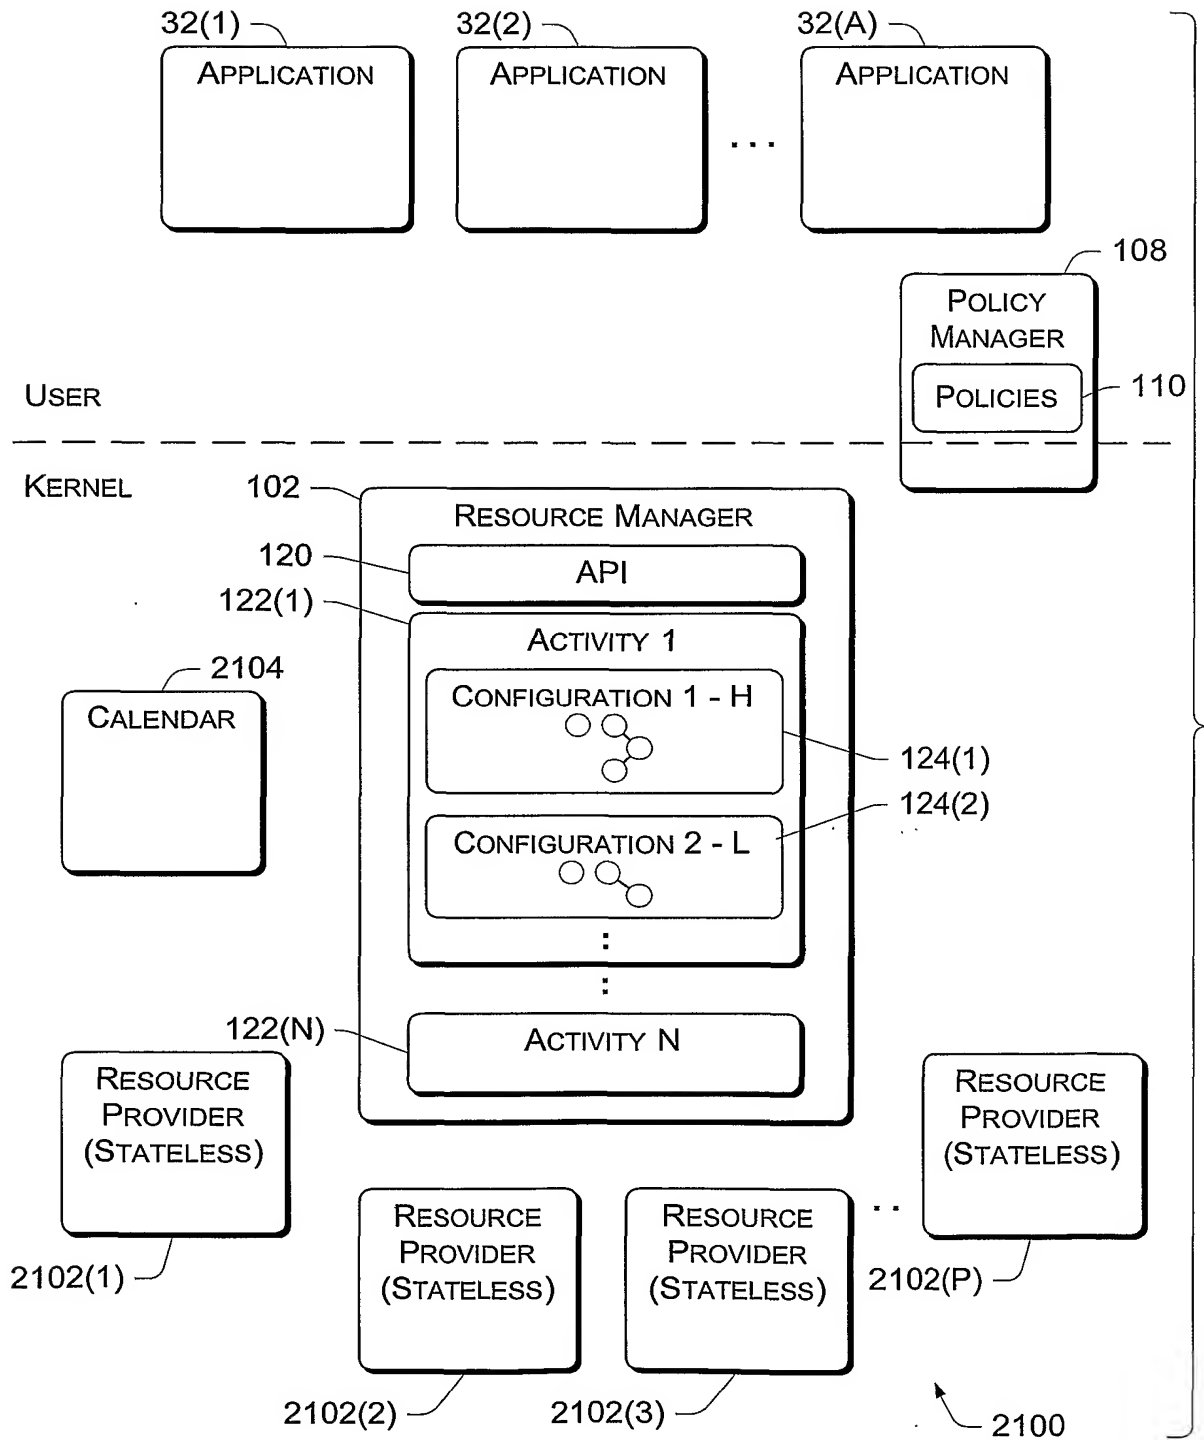 32(1)
32(2)
32(A)
APPLICATION
APPLICATION
APPLICATION
...
108
POLICY
MANAGER
POLICIES
110
USER
KERNEL
102
RESOURCE MANAGER
120
API
122(1)
ACTIVITY 1
CONFIGURATION 1 - H
124(1)
124(2)
CONFIGURATION 2 - L
2104
CALENDAR
122(N)
ACTIVITY N
RESOURCE
PROVIDER
(STATELESS)
2102(1)
RESOURCE
PROVIDER
(STATELESS)
2102(2)
RESOURCE
PROVIDER
(STATELESS)
2102(3)
..
RESOURCE
PROVIDER
(STATELESS)
2102(P)
2100